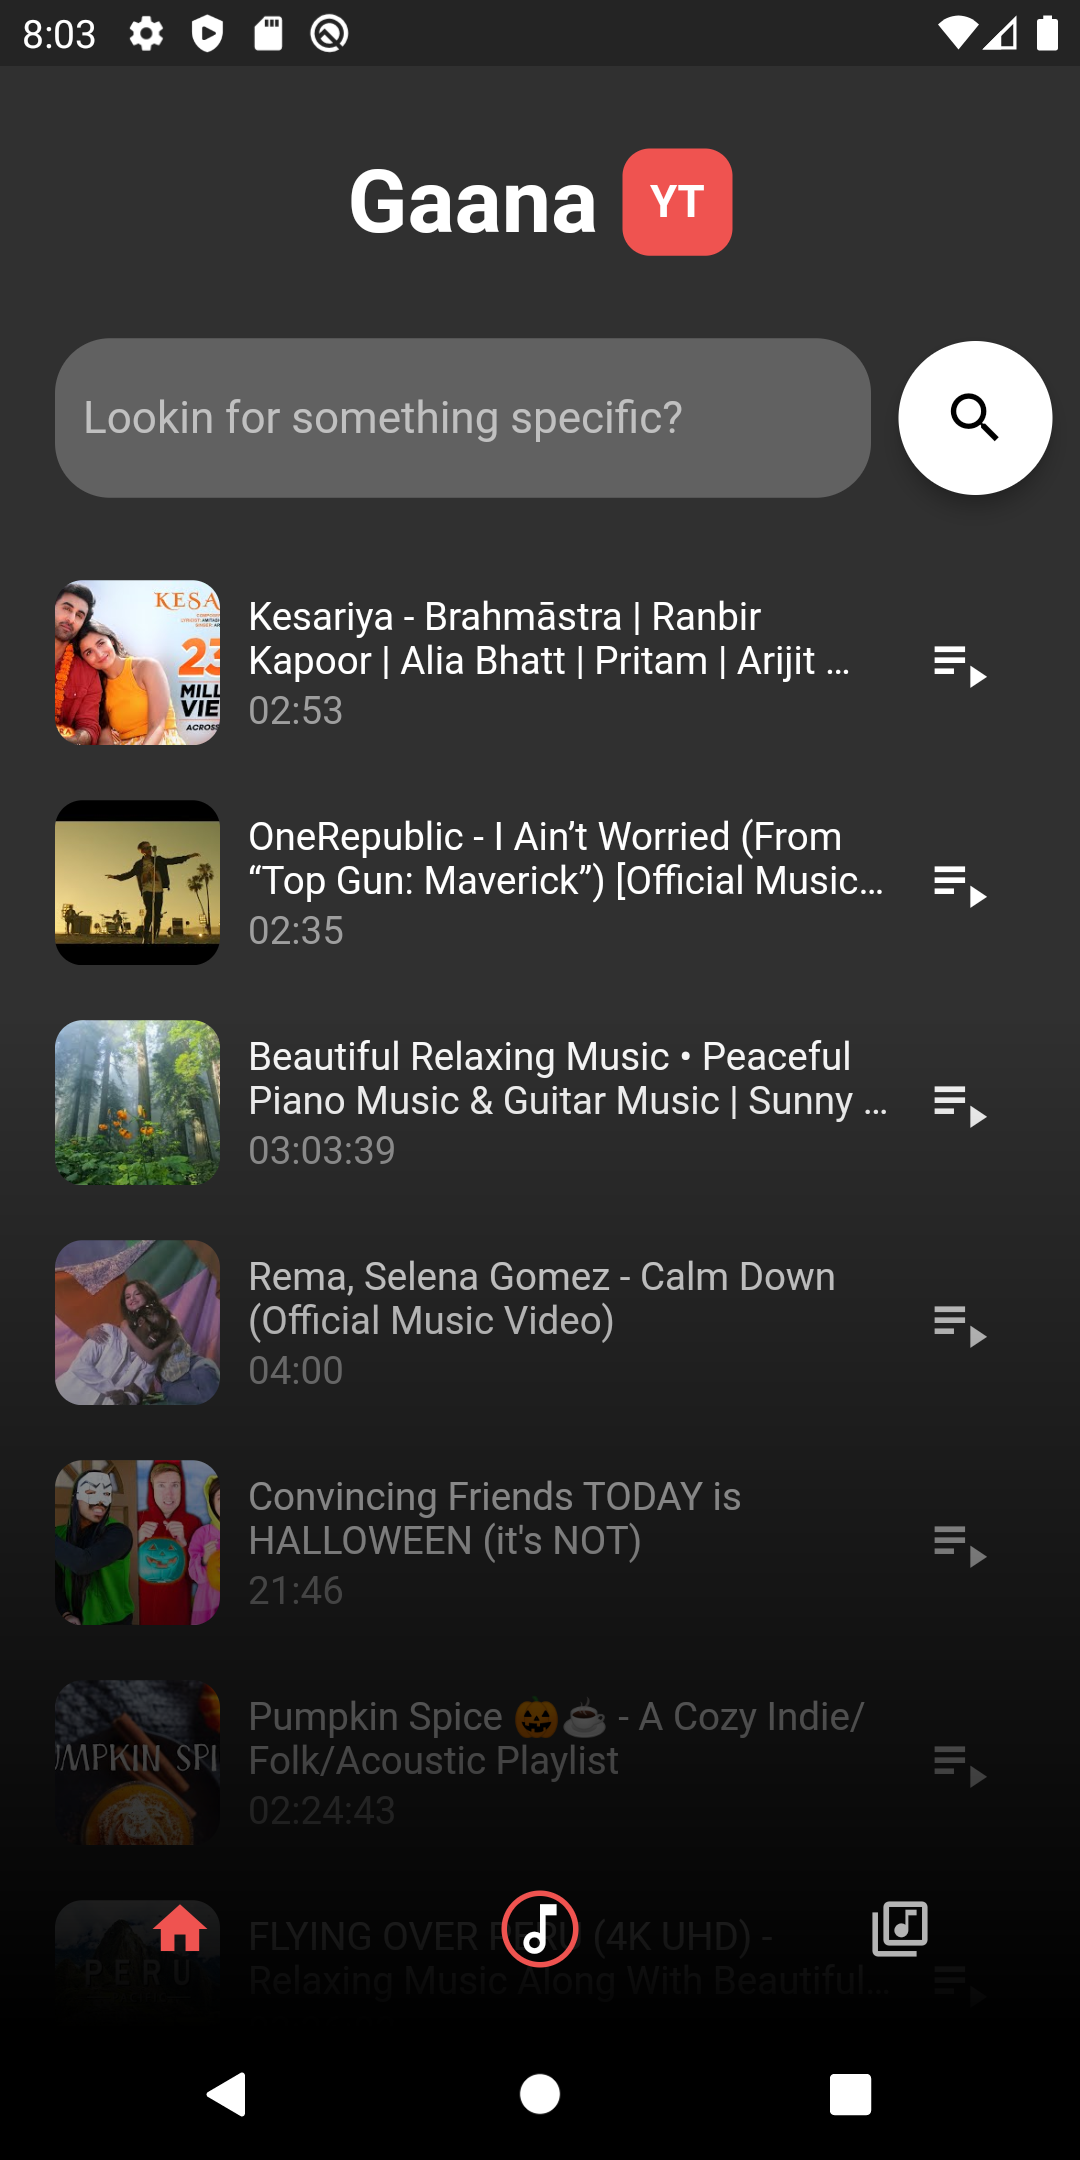 8:03
Gaana YT
Lookin for something specific?
KESA
23
MILL
VIE
ACROSS
Kesariya - Brahmāstra | Ranbir
Kapoor | Alia Bhatt | Pritam | Arijit ...
02:53
OneRepublic - I Ain’t Worried (From
“Top Gun: Maverick”) [Official Music...
02:35
Beautiful Relaxing Music • Peaceful
Piano Music & Guitar Music | Sunny ...
03:03:39
Rema, Selena Gomez - Calm Down
(Official Music Video)
04:00
Convincing Friends TODAY is
HALLOWEEN (it's NOT)
21:46
UMPKIN SPI
Pumpkin Spice 🎃☕ - A Cozy Indie/
Folk/Acoustic Playlist
02:24:43
PERU
FLYING OVER PERU (4K UHD) -
Relaxing Music Along With Beautiful...